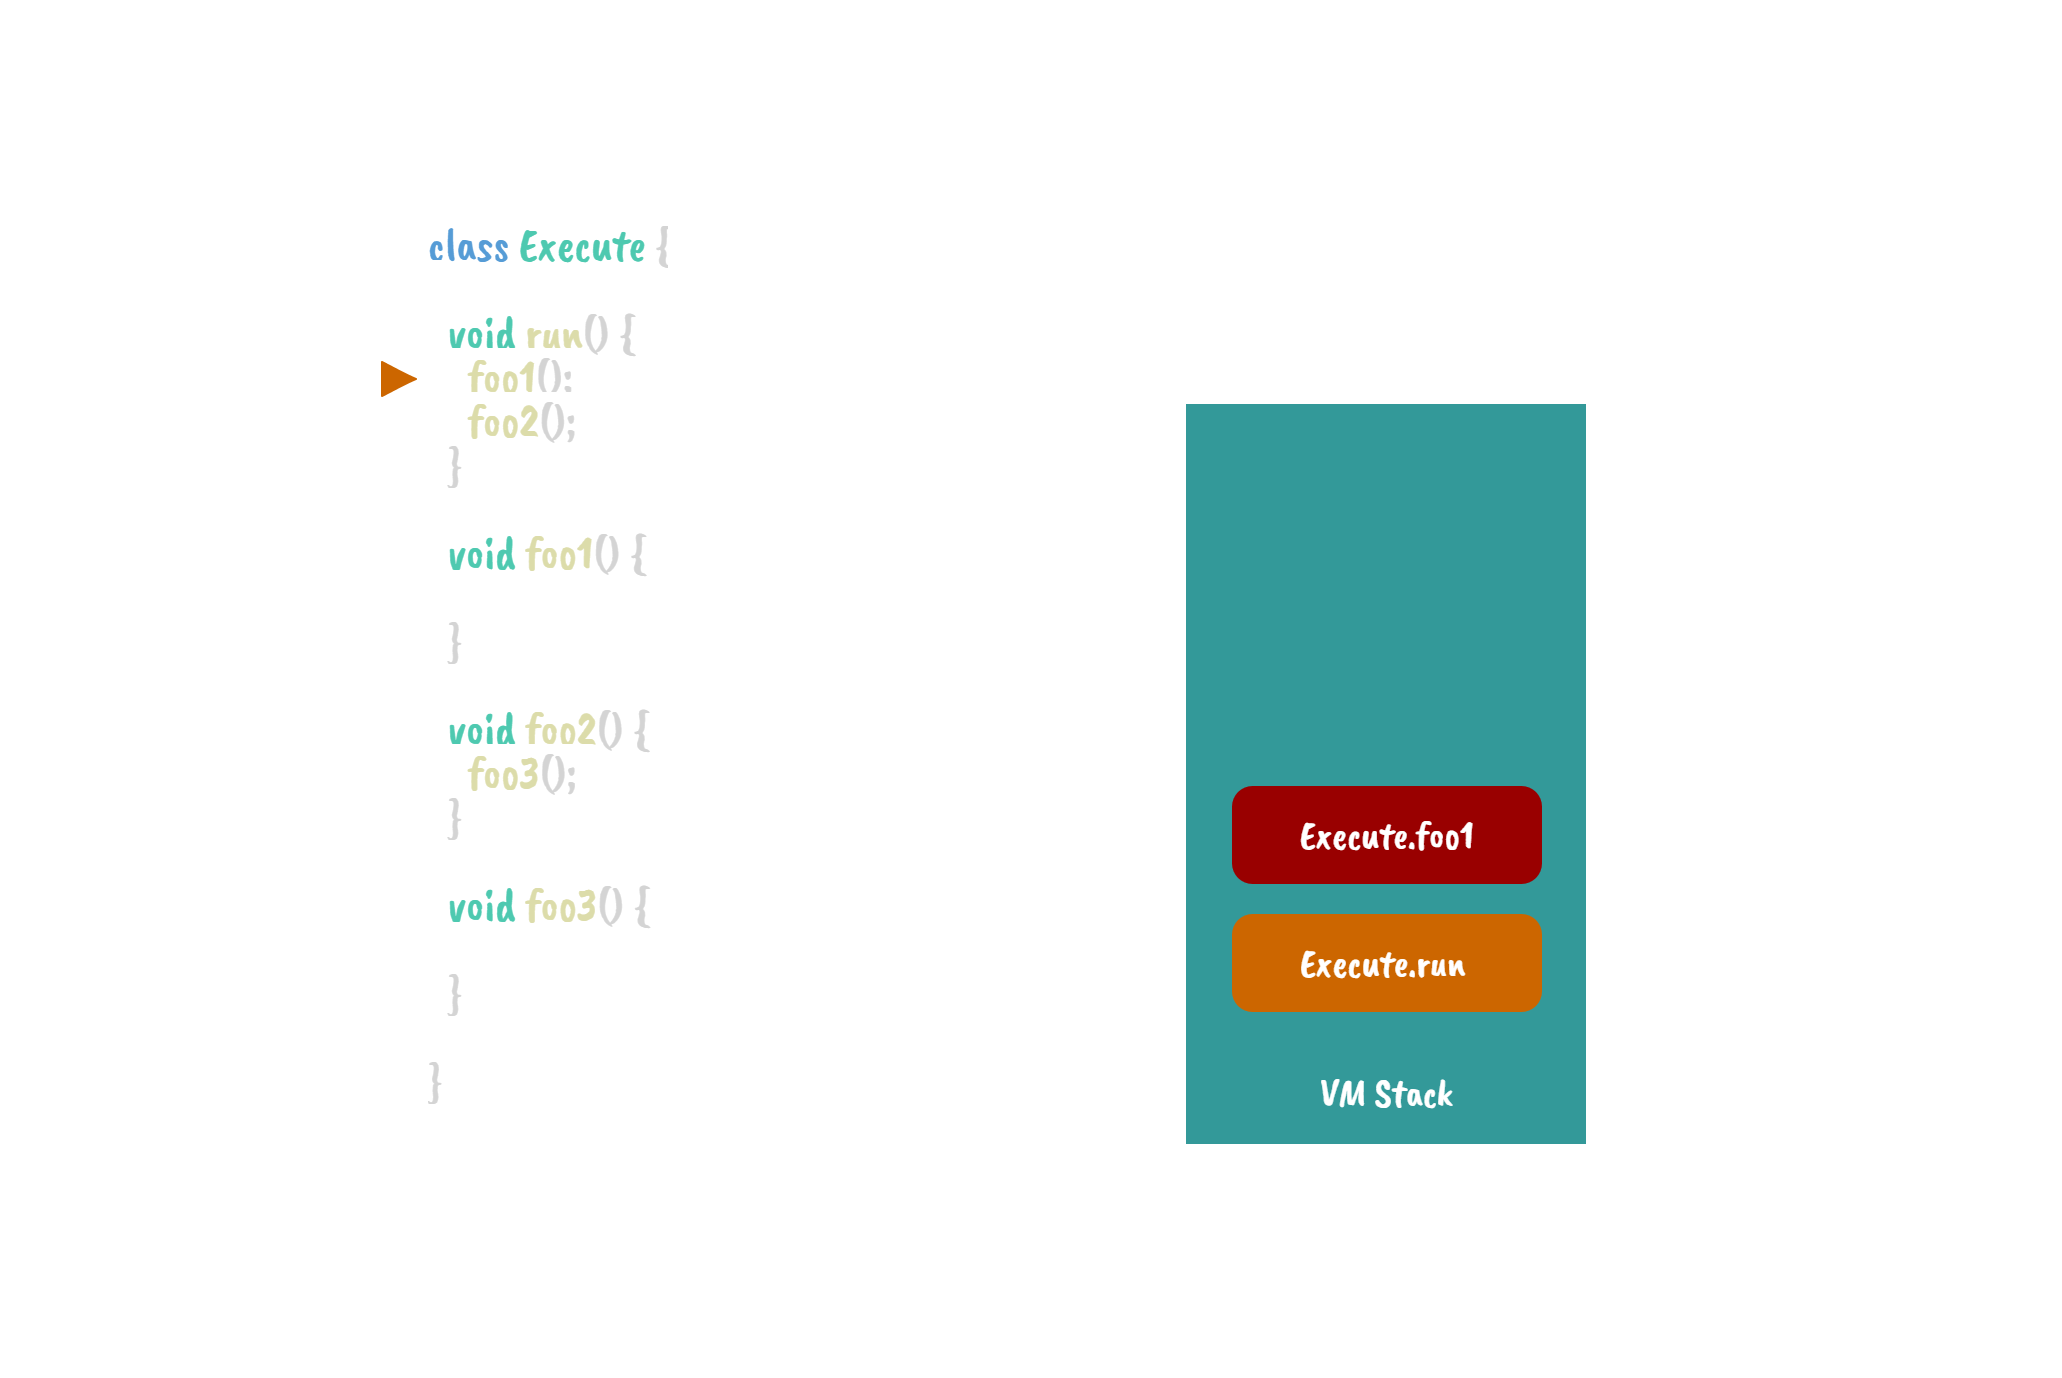 class Execute {
void run() {
foo1();
foo2();
}
void foo1() {
}
void foo2() {
foo3();
}
void foo3() {
}
}
Execute.foo1
Execute.run
VM Stack